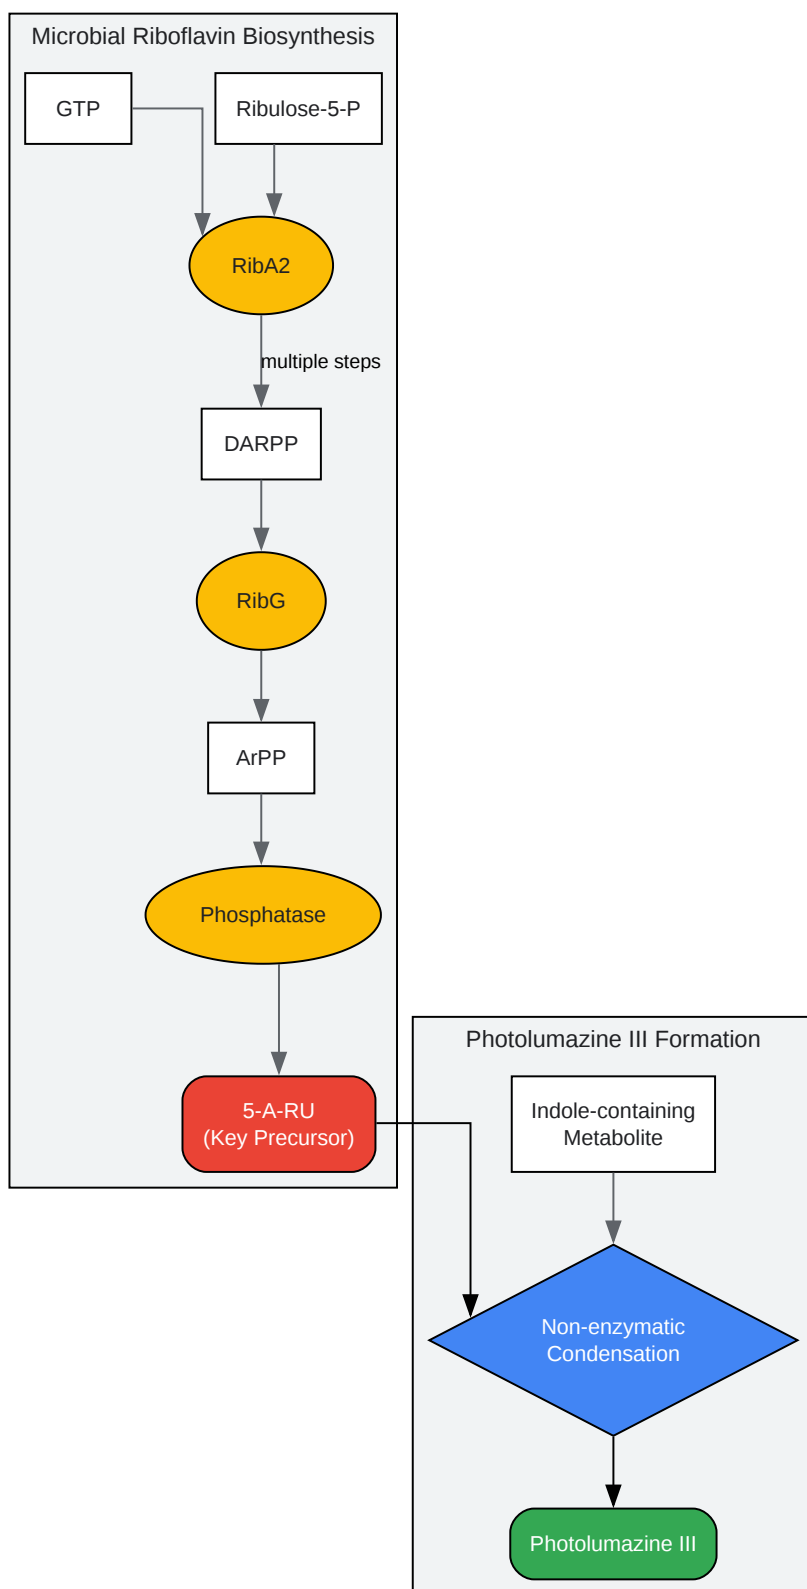 Microbial Riboflavin Biosynthesis
GTP
Ribulose-5-P
RibA2
multiple steps
DARPP
RibG
ArPP
Phosphatase
5-A-RU
(Key Precursor)
Photolumazine III Formation
Indole-containing
Metabolite
Non-enzymatic
Condensation
Photolumazine III